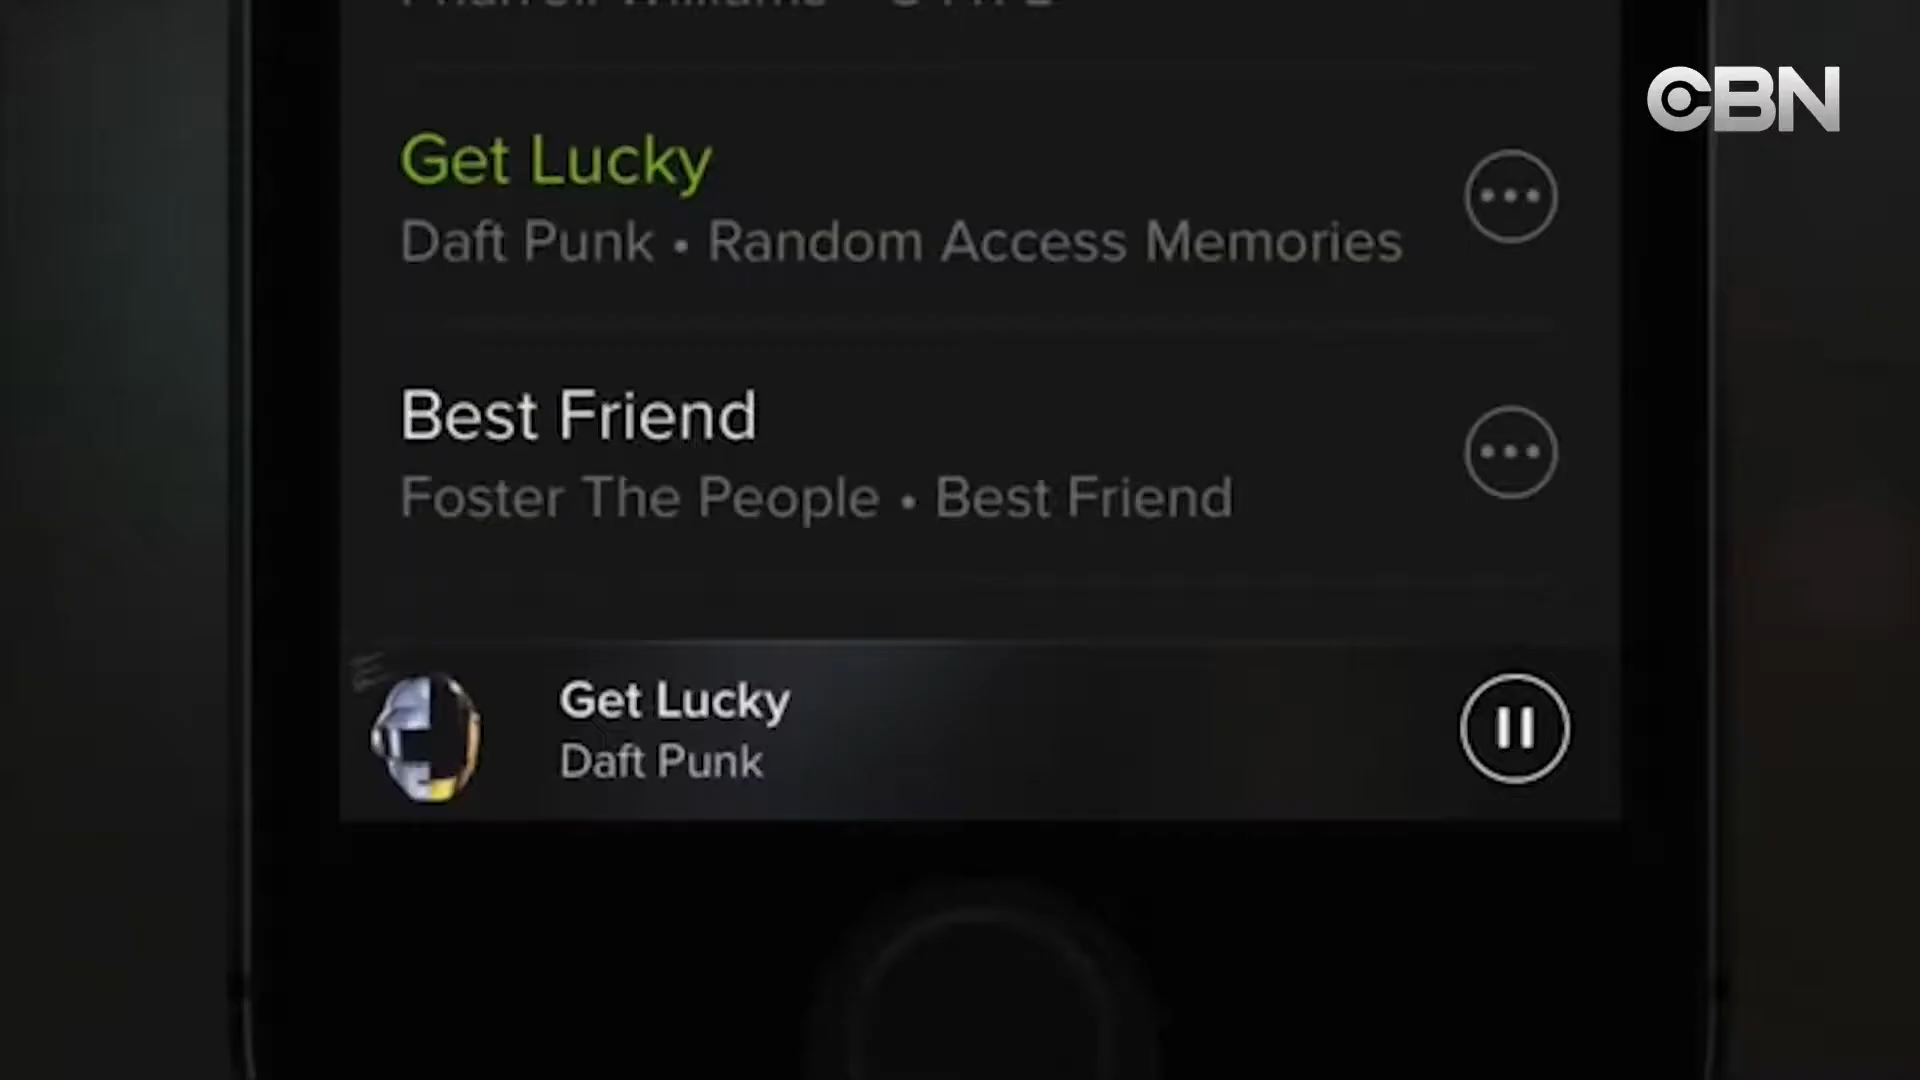 CBN
Get Lucky
Daft Punk • Random Access Memories
Best Friend
Foster The People • Best Friend
Get Lucky
Daft Punk